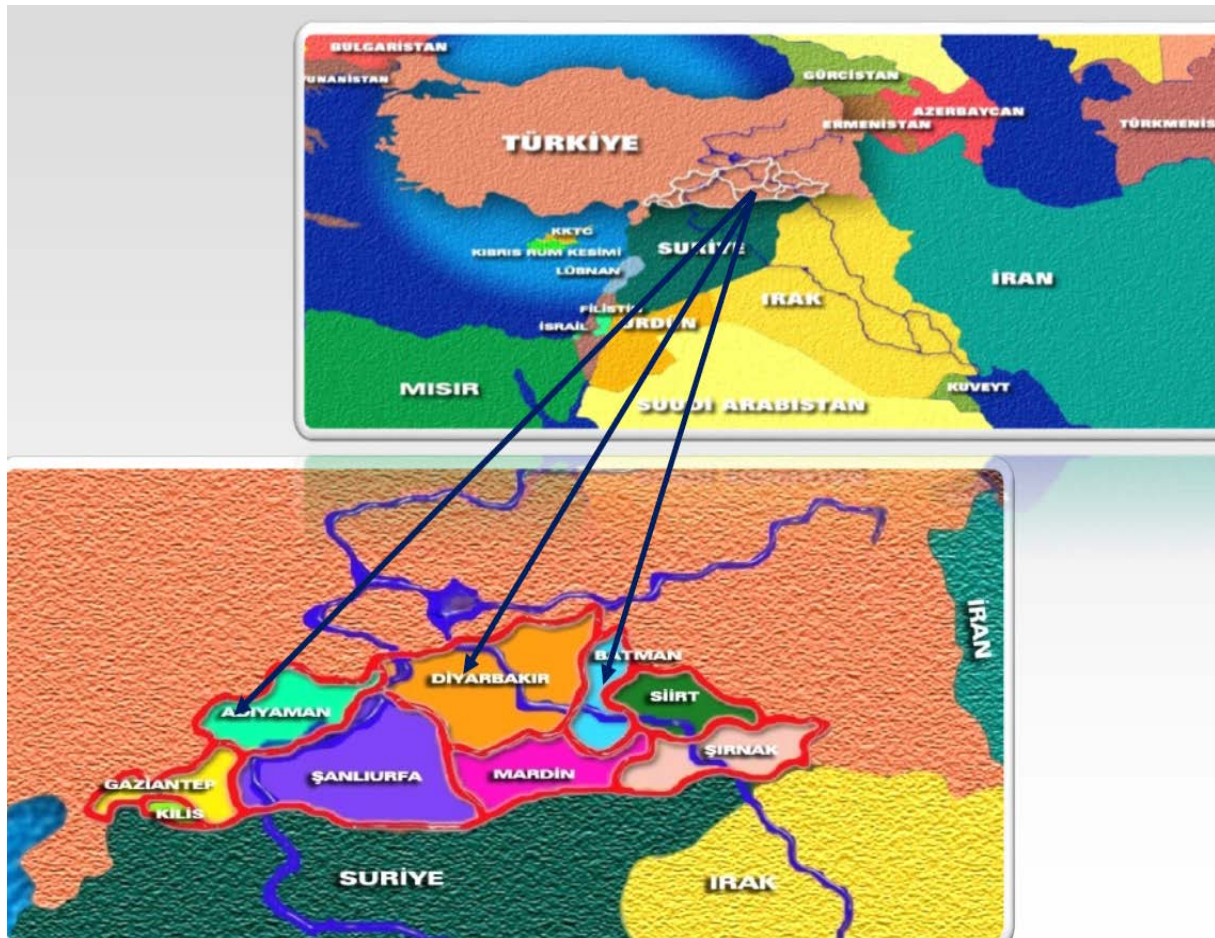 BULGARİSTAN
YUNANİSTAN
GÜRCİSTAN
AZERBAYCAN
ERMENİSTAN
TÜRKMENİS
TÜRKİYE
KKTC
KIBRIS RUM KESİMİ
SURİYE
LÜBNAN
İRAN
IRAK
FİLİSTİN
İSRAİL
ÜRDÜN
MISIR
KUVEYT
SUUDİ ARABİSTAN
İRAN
BATMAN
DİYARBAKIR
SİİRT
ADIYAMAN
ŞIRNAK
ŞANLIURFA
MARDİN
GAZİANTEP
KİLİS
SURİYE
IRAK